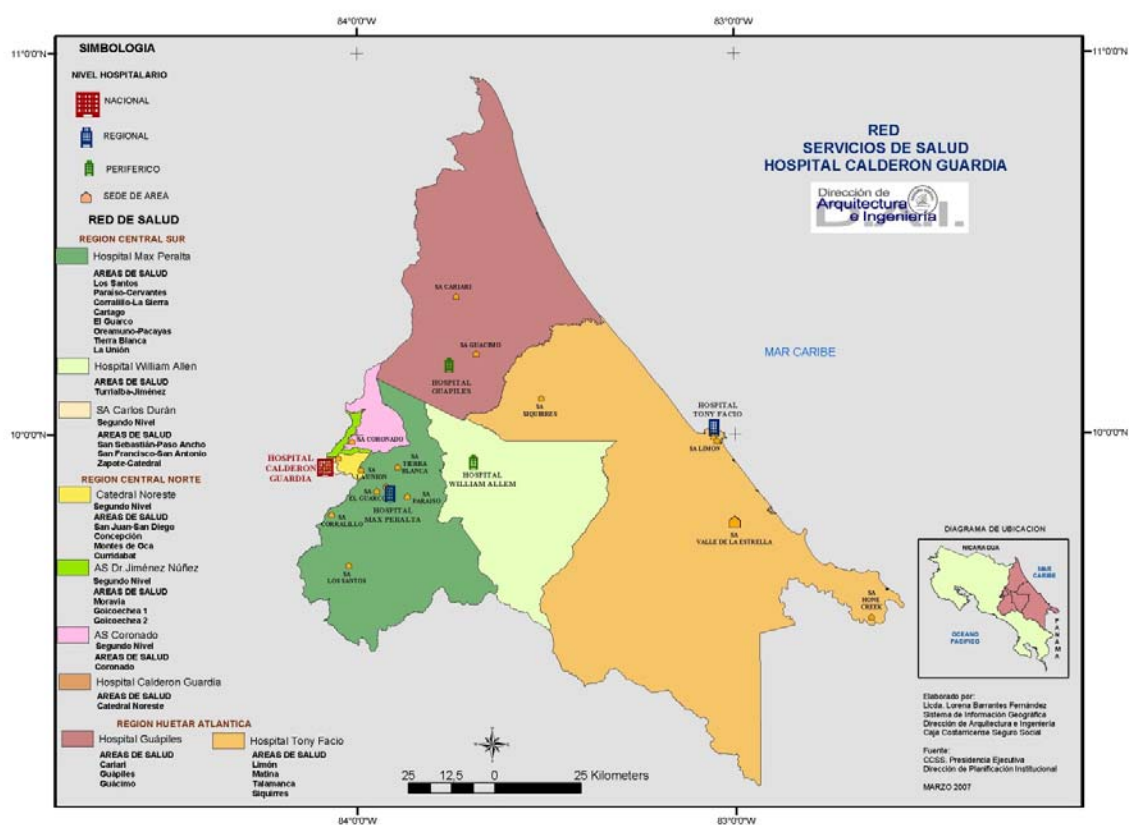 84°0'0"W
83°0'0"W
11°0'0"N
11°0'0"N
SIMBOLOGIA
NIVEL HOSPITALARIO
NACIONAL
REGIONAL
PERIFERICO
SEDE DE AREA
RED DE SALUD
REGION CENTRAL SUR
Hospital Max Peralta
AREAS DE SALUD
Los Santos
Paraiso-Cervantes
Corralillo-La Sierra
Cartago
El Guarco
Oreamuno-Pacayas
Tierra Blanca
La Unión
Hospital William Allen
AREAS DE SALUD
Turrialba-Jiménez
SA Carlos Durán
Segundo Nivel
AREAS DE SALUD
San Sebastián-Paso Ancho
San Francisco-San Antonio
Zapote-Catedral
REGION CENTRAL NORTE
Catedral Noreste
Segundo Nivel
AREAS DE SALUD
San Juan-San Diego
Concepción
Montes de Oca
Curridabat
AS Dr.Jiménez Núñez
Segundo Nivel
AREAS DE SALUD
Moravia
Goicoechea 1
Goicoechea 2
AS Coronado
Segundo Nivel
AREAS DE SALUD
Coronado
Hospital Calderon Guardia
AREAS DE SALUD
Catedral Noreste
REGION HUETAR ATLANTICA
Hospital Guápiles
AREAS DE SALUD
Cariari
Guápiles
Guácimo
Hospital Tony Facio
AREAS DE SALUD
Limón
Matina
Talamanca
Siquirres
RED
SERVICIOS DE SALUD
HOSPITAL CALDERON GUARDIA
Dirección de
Arquitectura
e Ingeniería
D.A.I.
MAR CARIBE
SA CARIARI
SA GUACIMO
HOSPITAL
GUAPILES
SA
SIQUIRRES
HOSPITAL
TONY FACIO
SA LIMON
10°0'0"N
10°0'0"N
SA CORONADO
HOSPITAL
CALDERON
GUARDIA
SA
LA UNION
SA
TIERRA
BLANCA
SA
EL GUARCO
SA
PARAISO
HOSPITAL
MAX PERALTA
SA
CORRALILLO
SA
LOS SANTOS
HOSPITAL
WILLIAM ALLEM
SA
VALLE DE LA ESTRELLA
SA
HONE
CREEK
DIAGRAMA DE UBICACION
NICARAGUA
MAR
CARIBE
OCEANO
PACIFICO
PANAMA
Elaborado por:
Licda. Lorena Barrantes Fernández
Sistema de Información Geográfica
Dirección de Arquitectura e Ingeniería
Caja Costarricense Seguro Social
Fuente:
CCSS. Presidencia Ejecutiva
Dirección de Planificación Institucional
MARZO 2007
25 12,5 0 25 Kilometers
84°0'0"W
83°0'0"W